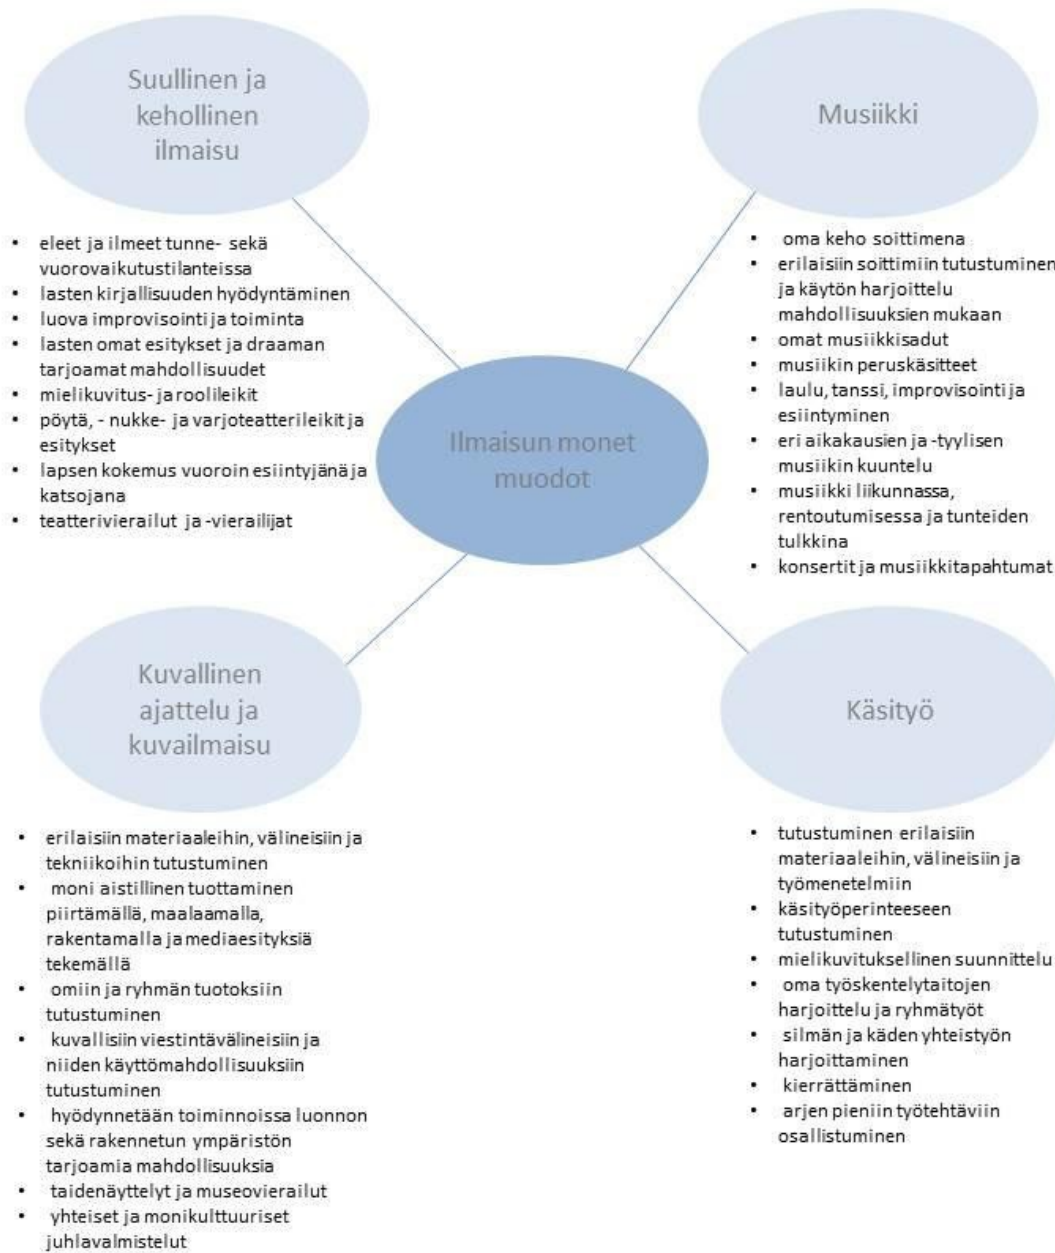 Suullinen ja
kehollinen
ilmaisu
• eleet ja ilmeet tunne- sekä
vuorovaikutustilanteissa
• lasten kirjallisuuden hyödyntäminen
• luova improvisointi ja toiminta
• lasten omat esitykset ja draaman
tarjoamat mahdollisuudet
• mielikuvitus- ja roolileikit
• pöytä, - nukke- ja varjoteatterileikit ja
esitykset
• lapsen kokemus vuoroin esiintyjänä ja
katsojana
• teatterivierailut ja -vierailijat
Musiikki
• oma keho soittimena
• erilaisiin soittimiin tutustuminen
ja käytön harjoittelu
mahdollisuuksien mukaan
• omat musiikkisadut
• musiikin peruskäsitteet
• laulu, tanssi, improvisointi ja
esiintyminen
• eri aikakausien ja -tyylisen
musiikin kuuntelu
• musiikki liikunnassa,
rentoutumisessa ja tunteiden
tulkkina
• konsertit ja musiikkitapahtumat
Ilmaisun monet
muodot
Kuvallinen
ajattelu ja
kuvailmaisu
• erilaisiin materiaaleihin, välineisiin ja
tekniikoihin tutustuminen
• moni aistillinen tuottaminen
piirtämällä, maalaamalla,
rakentamalla ja mediaesityksiä
tekemällä
• omiin ja ryhmän tuotoksiin
tutustuminen
• kuvallisiin viestintävälineisiin ja
niiden käyttömahdollisuuksiin
tutustuminen
• hyödynnetään toiminnoissa luonnon
sekä rakennetun ympäristön
tarjoamia mahdollisuuksia
• taidenäyttelyt ja museovierailut
• yhteiset ja monikulttuuriset
juhlavalmistelut
Käsityö
• tutustuminen erilaisiin
materiaaleihin, välineisiin ja
työmenetelmiin
• käsityöperinteeseen
tutustuminen
• mielikuvituksellinen suunnittelu
• oma työskentelytaitojen
harjoittelu ja ryhmätyöt
• silmän ja käden yhteistyön
harjoittaminen
• kierrättäminen
• arjen pieniin työtehtäviin
osallistuminen